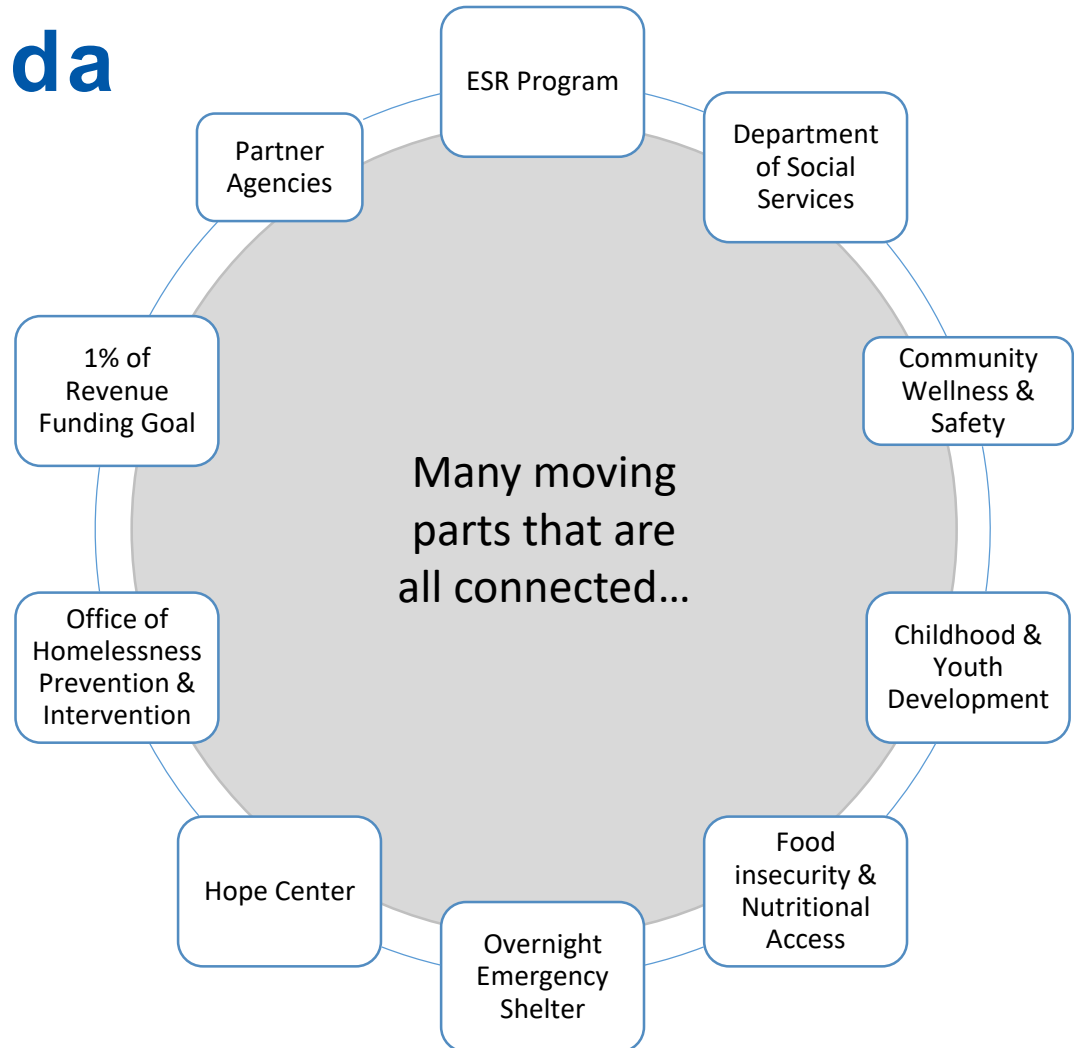 da
ESR Program
Department
of Social
Services
Community
Wellness &
Safety
Childhood &
Youth
Development
Food
insecurity &
Nutritional
Access
Overnight
Emergency
Shelter
Hope Center
Office of
Homelessness
Prevention &
Intervention
1% of
Revenue
Funding Goal
Partner
Agencies
Many moving
parts that are
all connected…